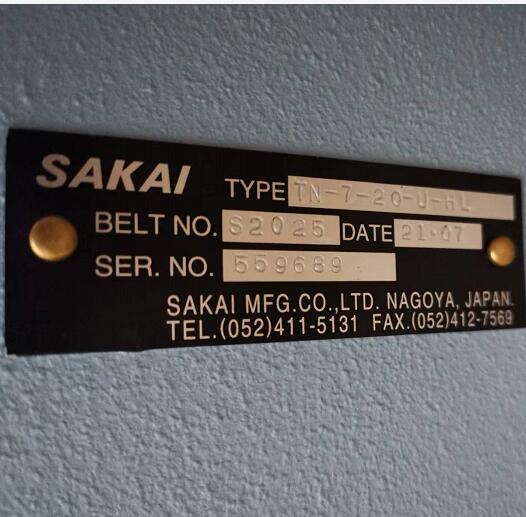 SAKAI TYPE TN-7-20-U-HL
BELT NO. S2025 DATE 21.07
SER. NO. 559689
SAKAI MFG.CO.,LTD. NAGOYA, JAPAN.
TEL.(052)411-5131 FAX.(052)412-7569